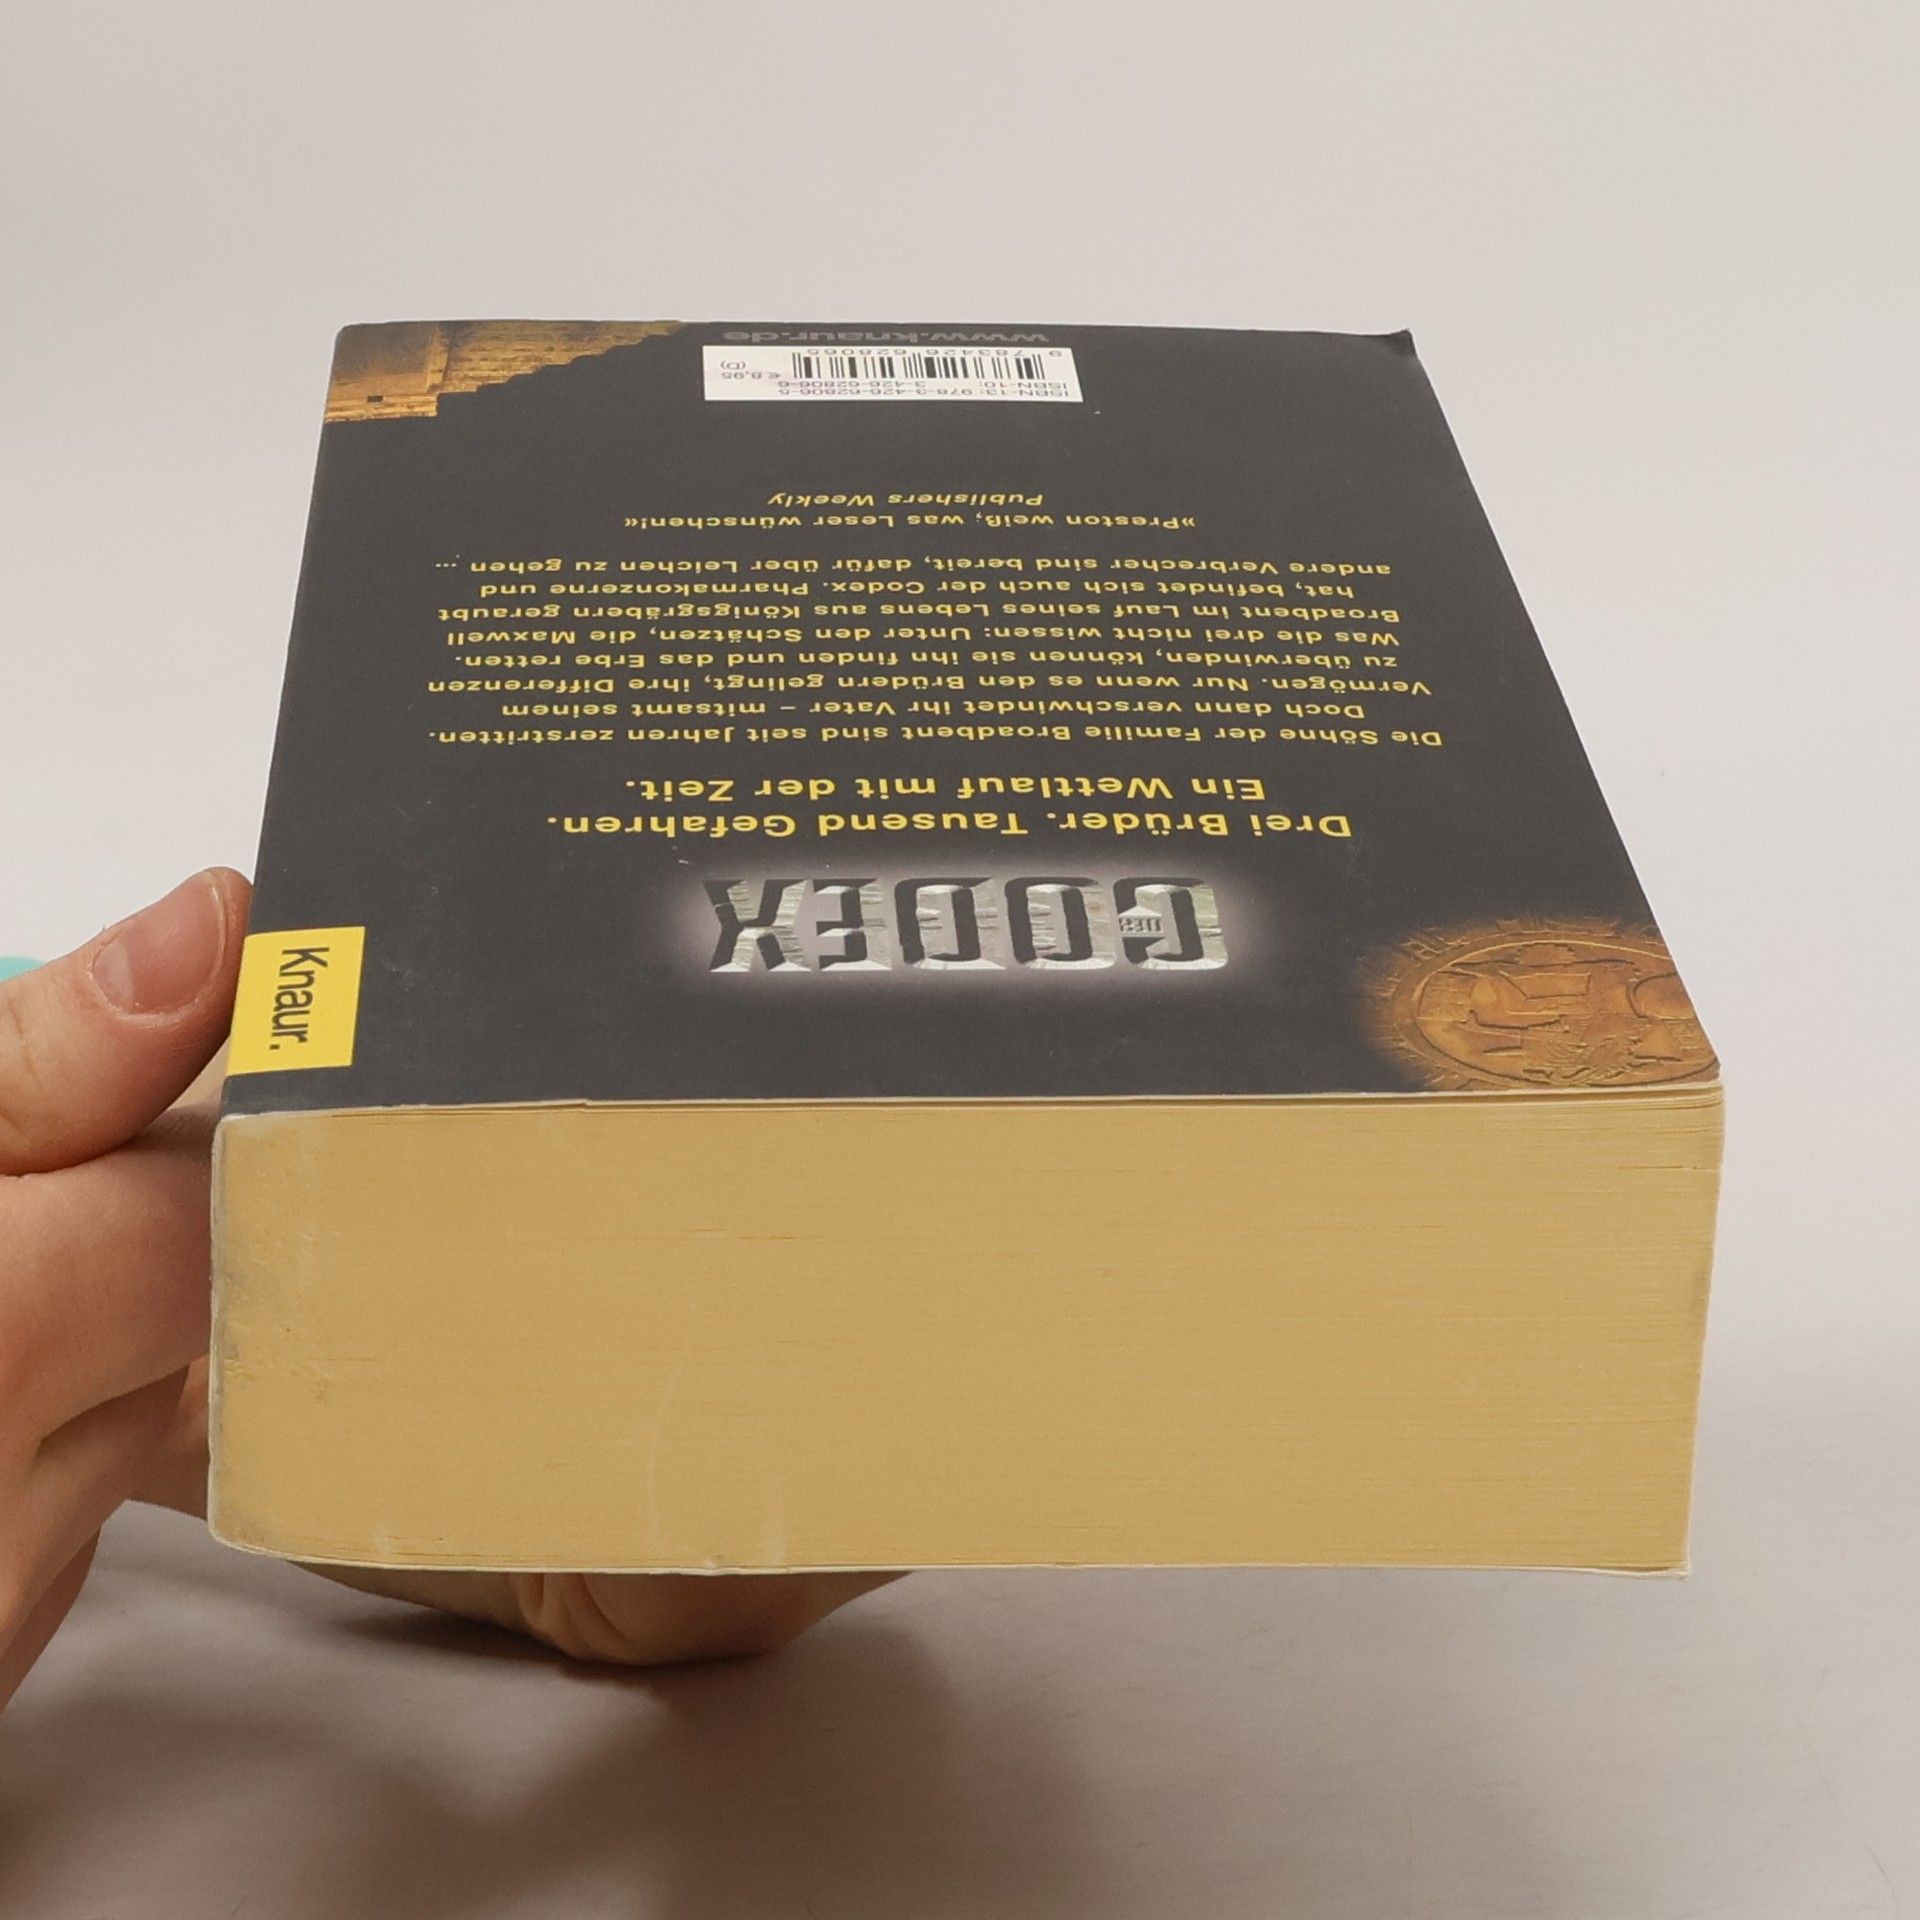 Knaur.
DER
CODEX
Drei Brüder. Tausend Gefahren.
Ein Wettlauf mit der Zeit.
Die Söhne der Familie Broadbent sind seit Jahren zerstritten.
Doch dann verschwindet ihr Vater – mitsamt seinem
Vermögen. Nur wenn es den Brüdern gelingt, ihre Differenzen
zu überwinden, können sie ihn finden und das Erbe retten.
Was die drei nicht wissen: Unter den Schätzen, die Maxwell
Broadbent im Lauf seines Lebens aus Königsgräbern geraubt
hat, befindet sich auch der Codex. Pharmakonzerne und
andere Verbrecher sind bereit, dafür über Leichen zu gehen ...
»Preston weiß, was Leser wünschen!«
Publishers Weekly
ISBN-13: 978-3-426-62806-5
ISBN-10: 3-426-62806-6
€ 8,95 (D)
9 783426 628065
www.knaur.de